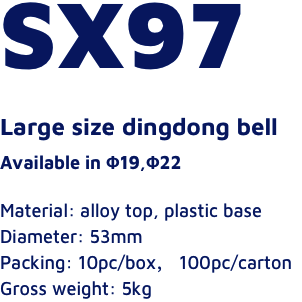 SX97
Large size dingdong bell
Available in Φ19,Φ22
Material: alloy top, plastic base
Diameter: 53mm
Packing: 10pc/box， 100pc/carton
Gross weight: 5kg